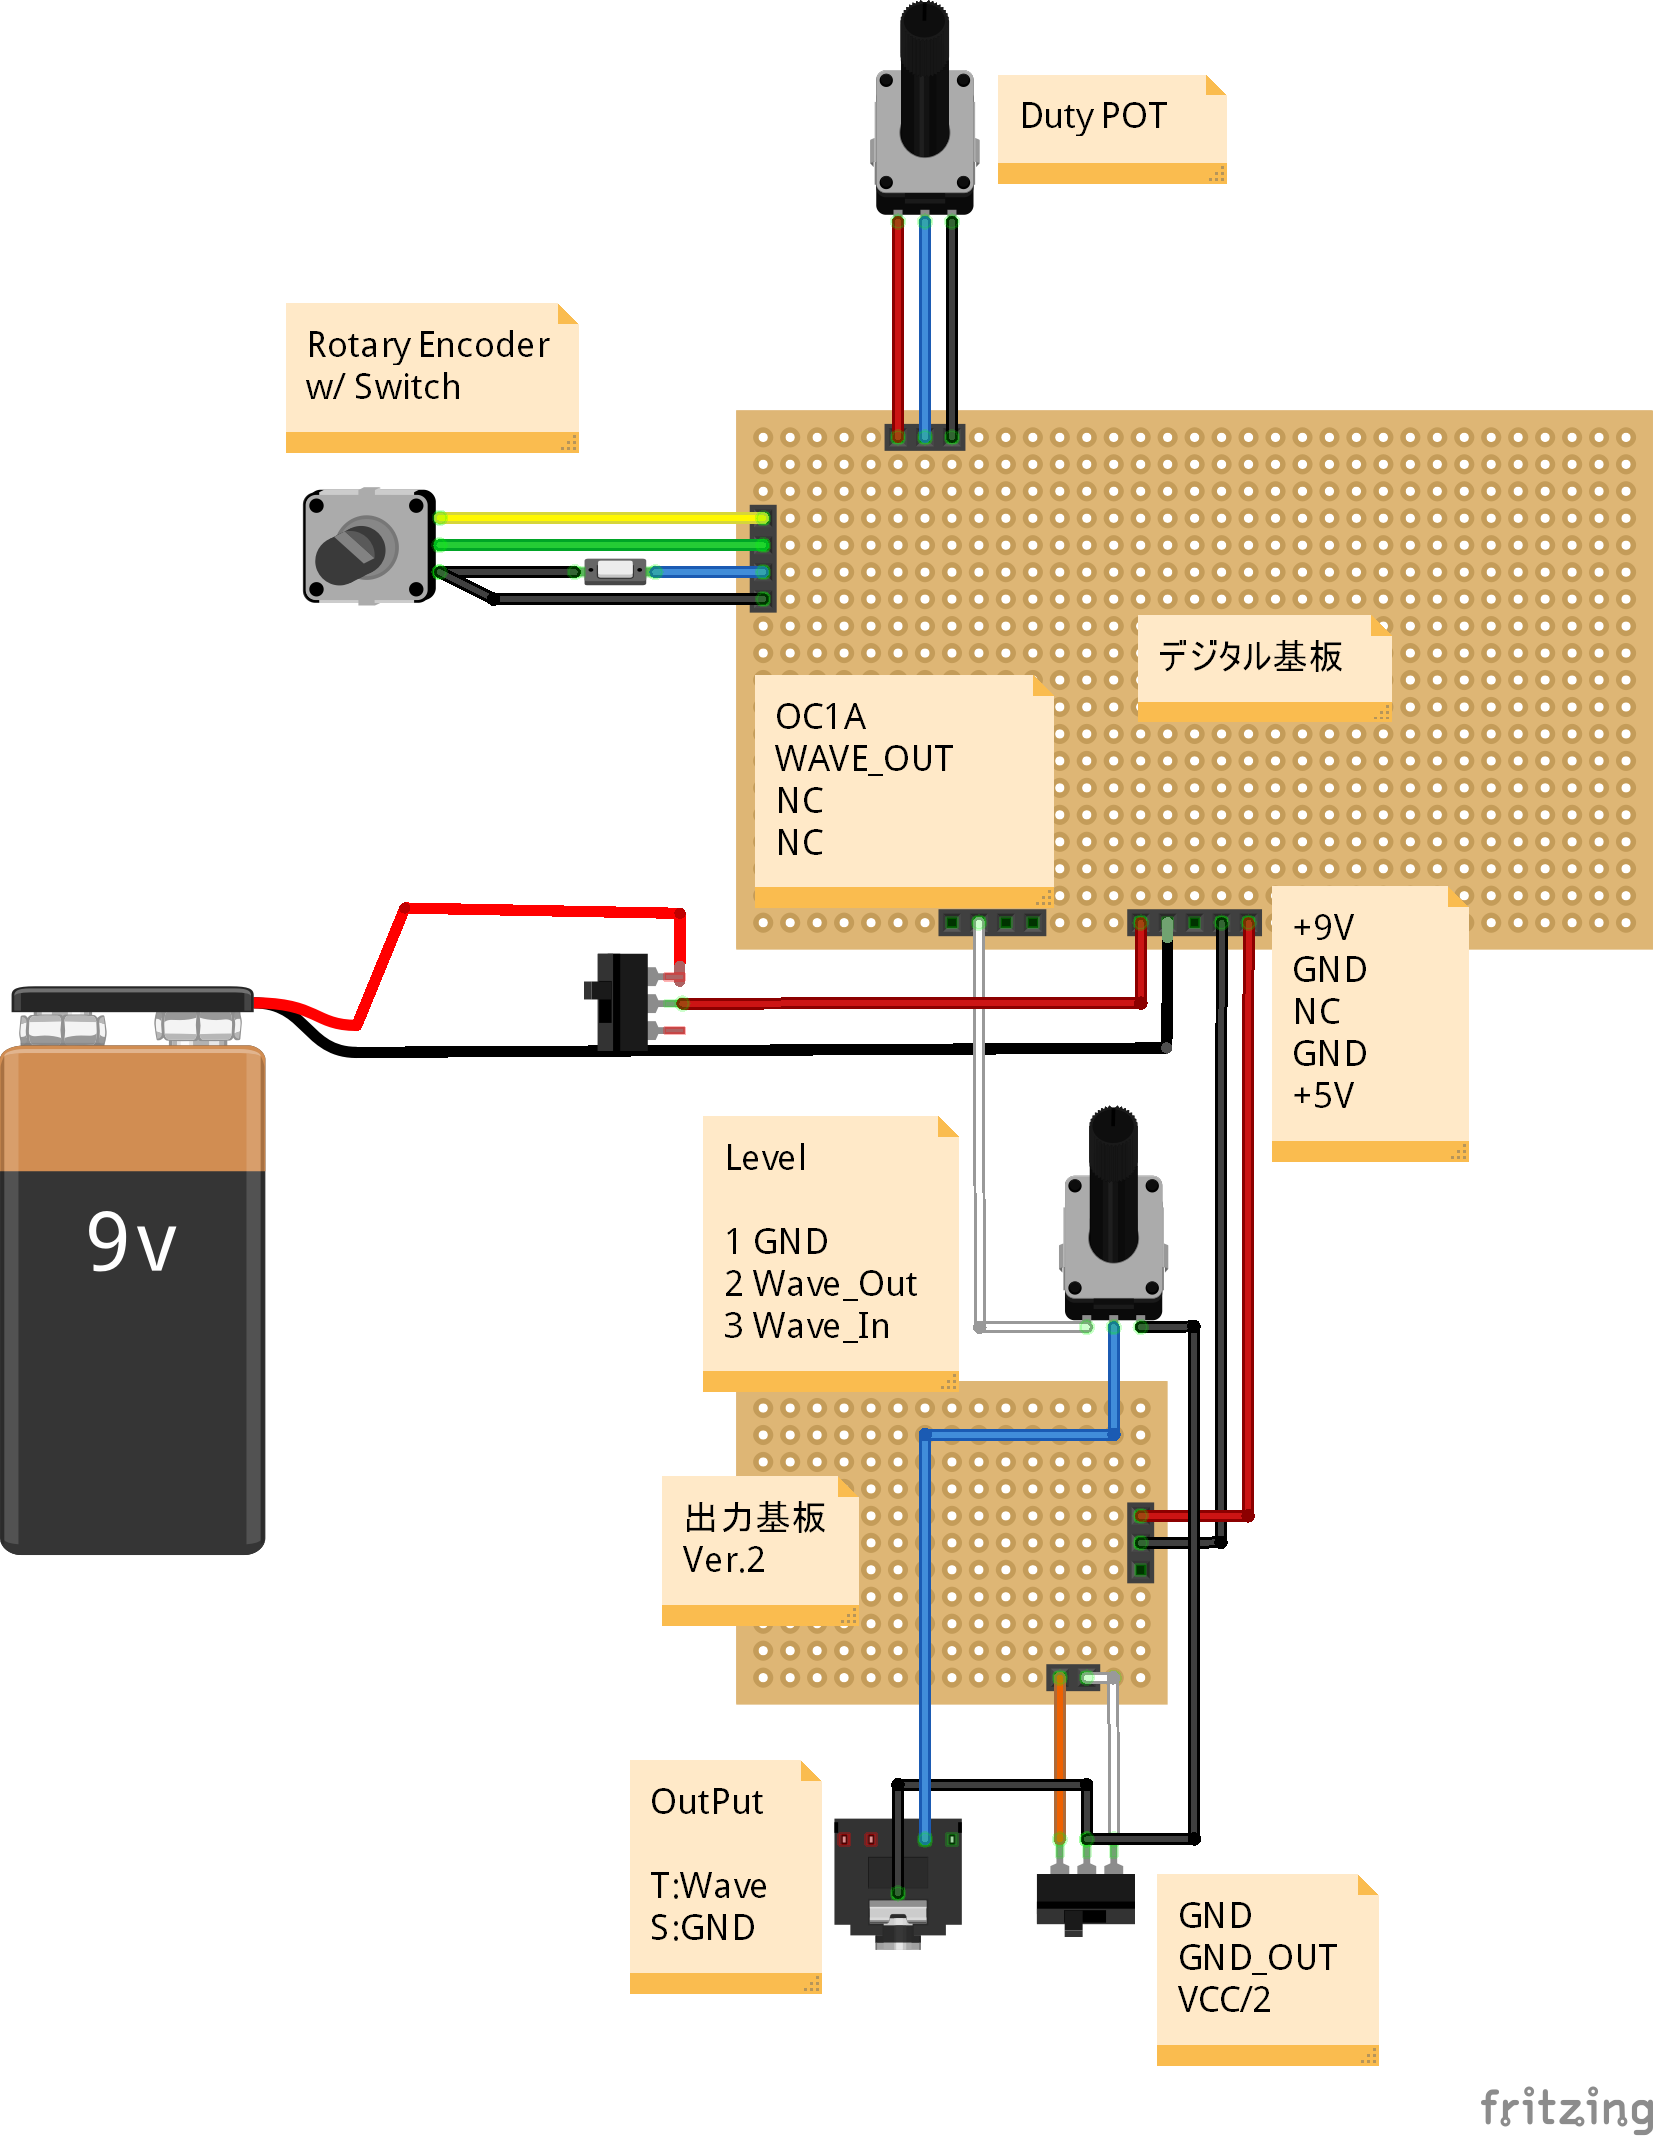 Duty POT
Rotary Encoder
w/ Switch
デジタル基板
OC1A
WAVE_OUT
NC
NC
+9V
GND
NC
GND
+5V
Level
1 GND
2 Wave_Out
3 Wave_In
9v
出力基板
Ver.2
OutPut
T:Wave
S:GND
GND
GND_OUT
VCC/2
fritzing